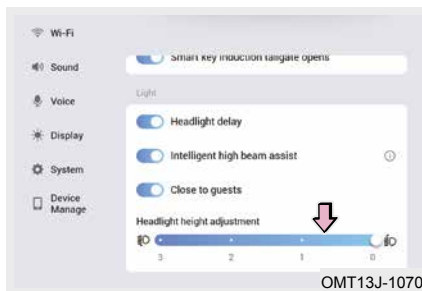 Wi-Fi
Sound
Voice
Display
System
Device
Manage
Smart key induction tailgate opens
Light
Headlight delay
Intelligent high beam assist
Close to guests
Headlight height adjustment
3 2 1 0
OMT13J-1070